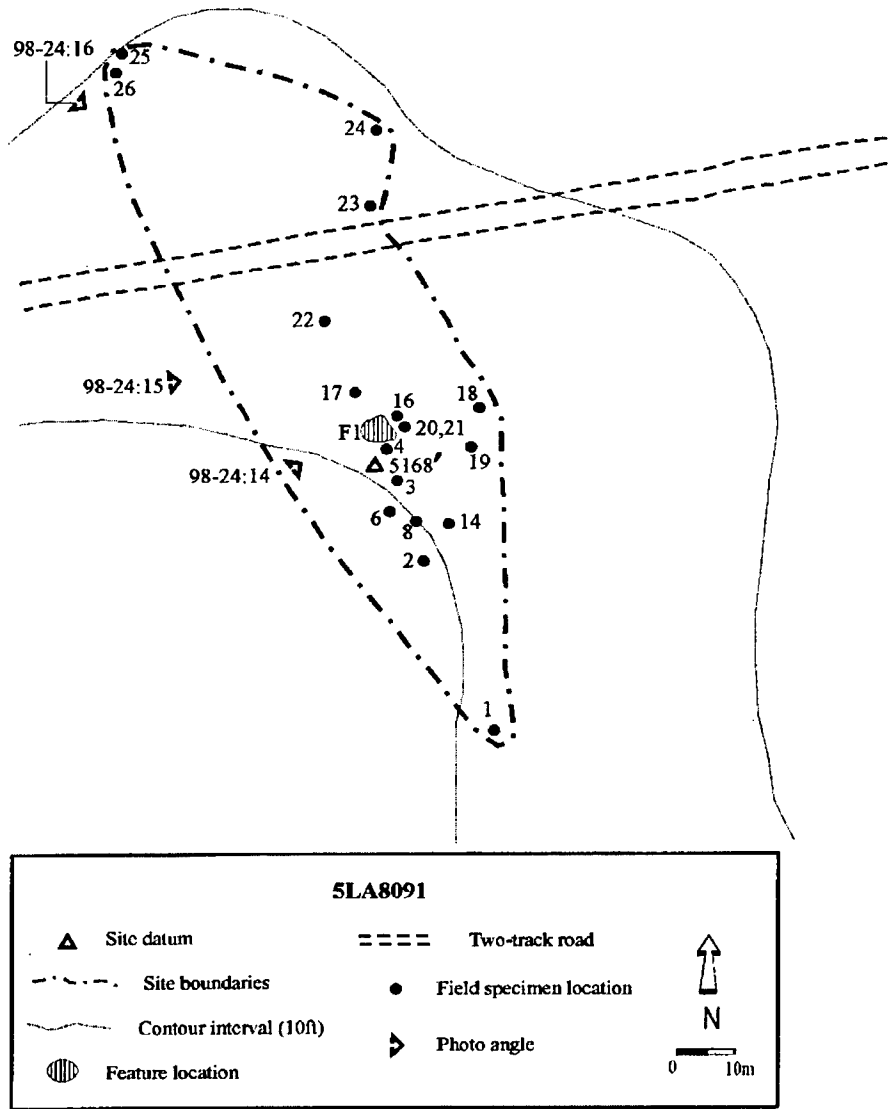 98-24:16
25
26
24
23
22
98-24:15
17
16
18
F1
20,21
4
19
98-24:14
5168′
3
6
8
14
2
1
5LA8091
Site datum
Two-track road
Site boundaries
Field specimen location
Contour interval (10ft)
Photo angle
N
Feature location
0 10m